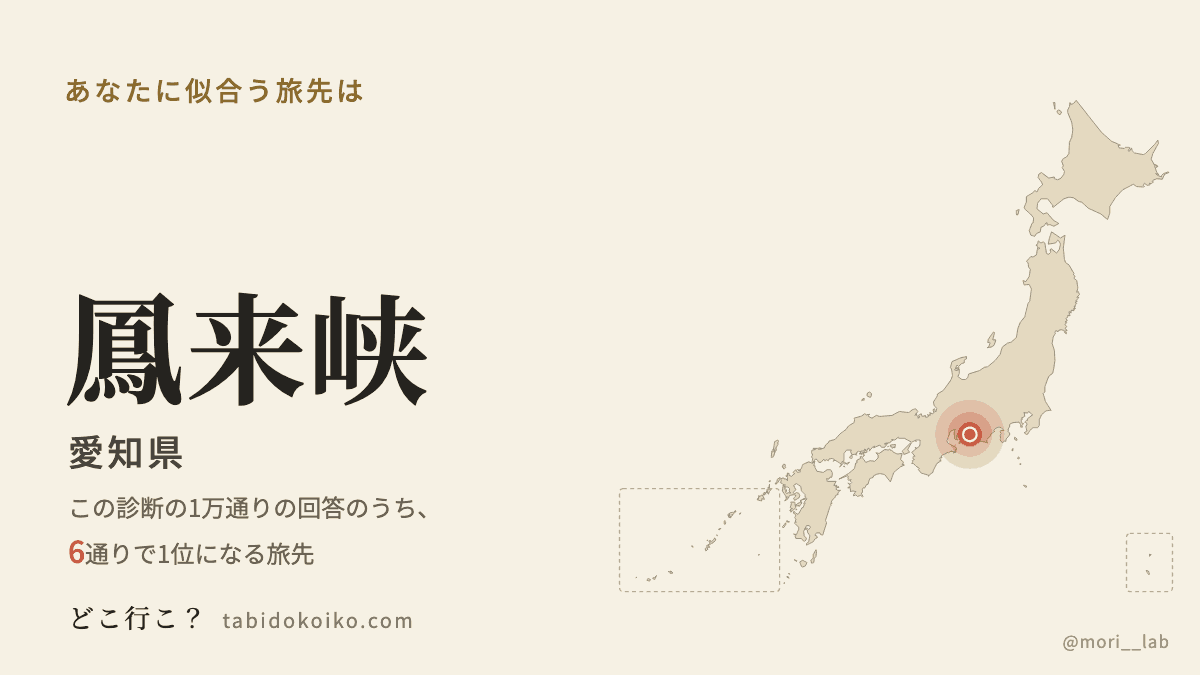 あなたに似合う旅先は
鳳来峡
愛知県
この診断の1万通りの回答のうち、
6通りで1位になる旅先
どこ行こ？ tabidokoiko.com
@mori__lab